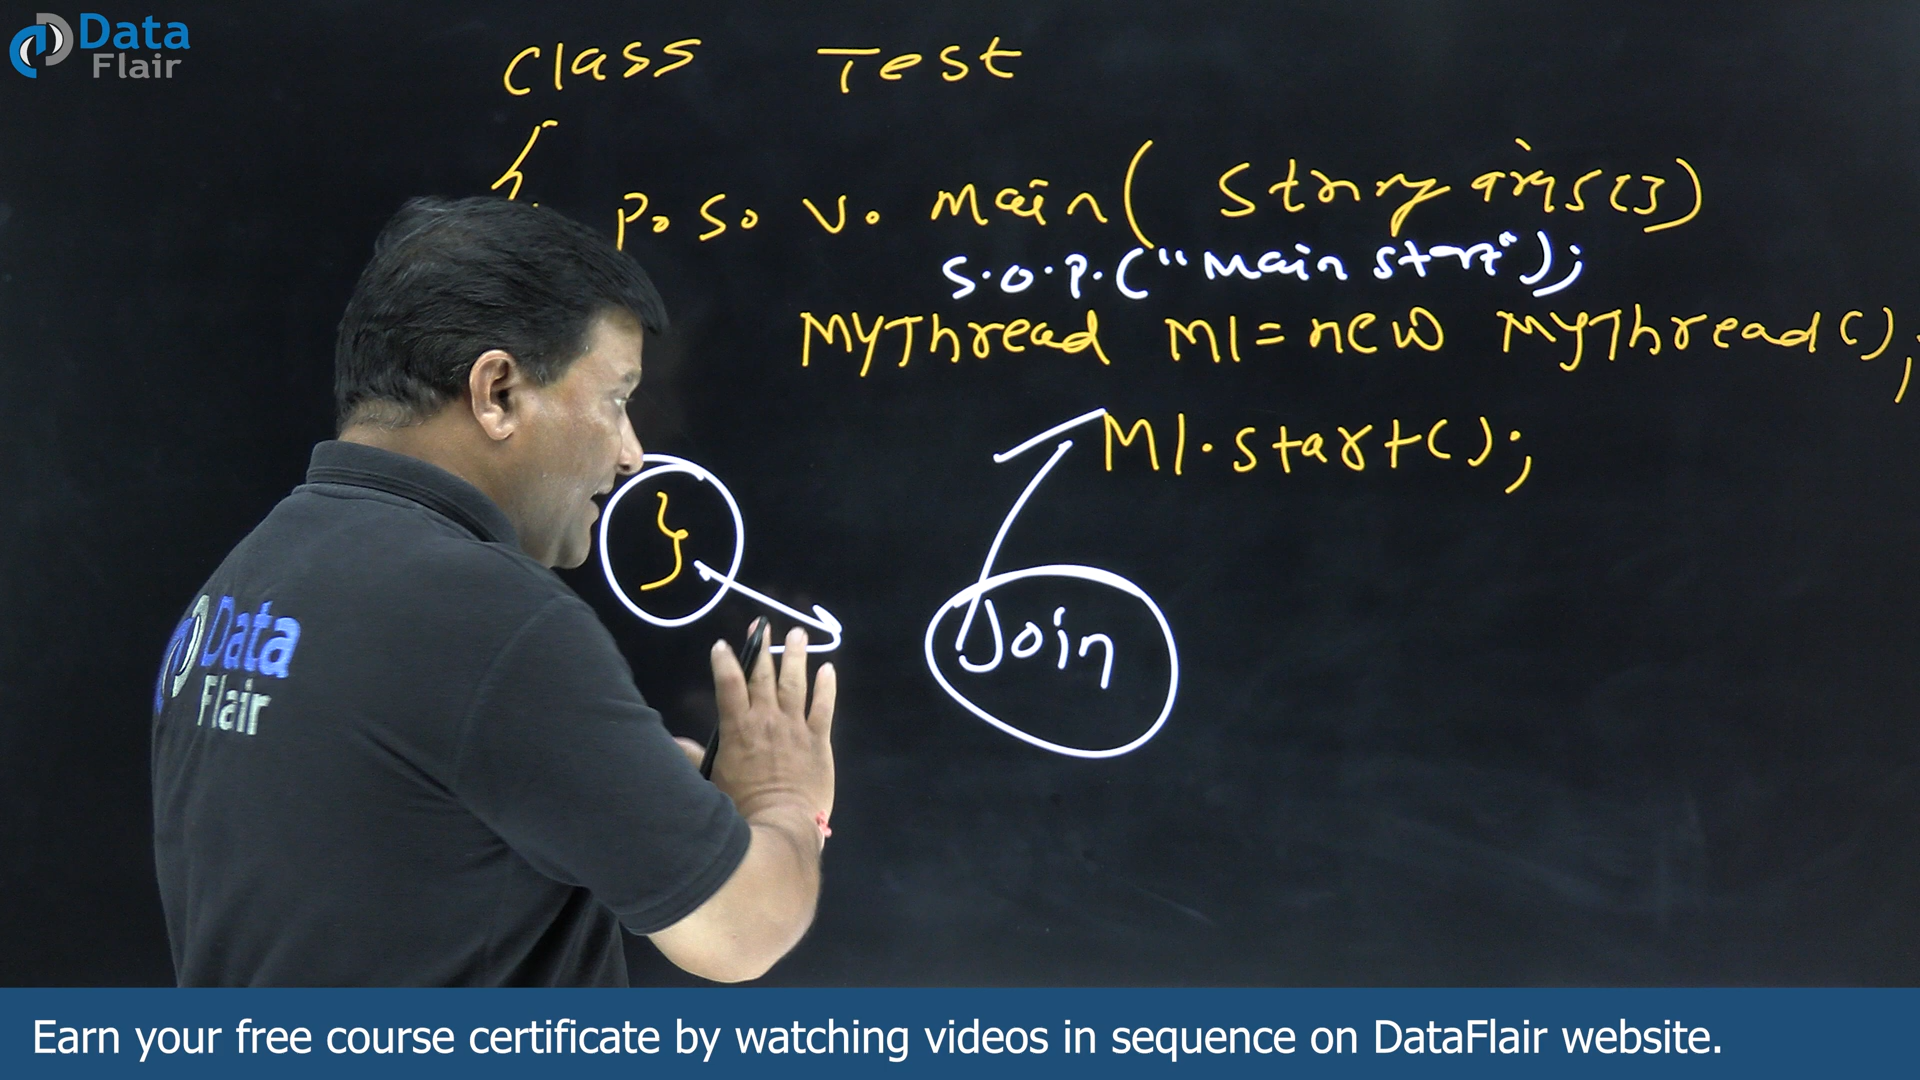 Data
Flair
class Test
{
P. S. V. main( String args[])
S.O.P.("Main start");
MyThread M1 = new MyThread();
M1.start();
}
Join
Data
Flair
Earn your free course certificate by watching videos in sequence on DataFlair website.